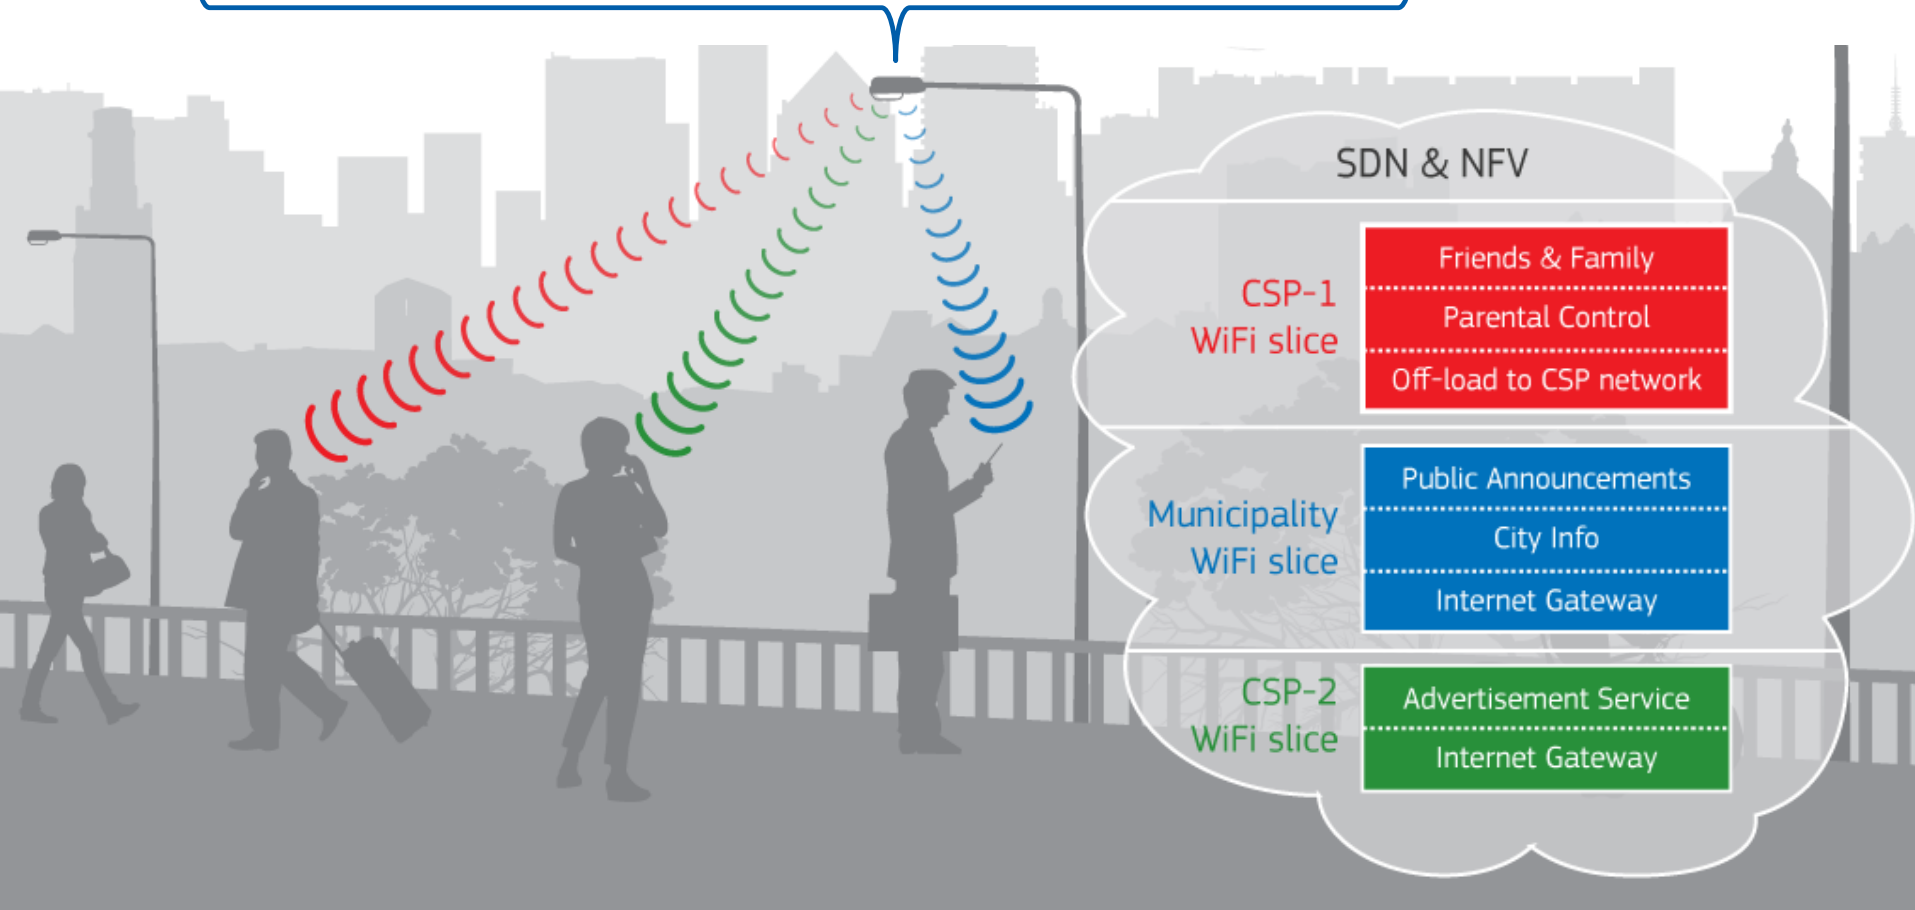 SDN & NFV
CSP-1
WiFi slice
Friends & Family
Parental Control
Off-load to CSP network
Municipality
WiFi slice
Public Announcements
City Info
Internet Gateway
CSP-2
WiFi slice
Advertisement Service
Internet Gateway